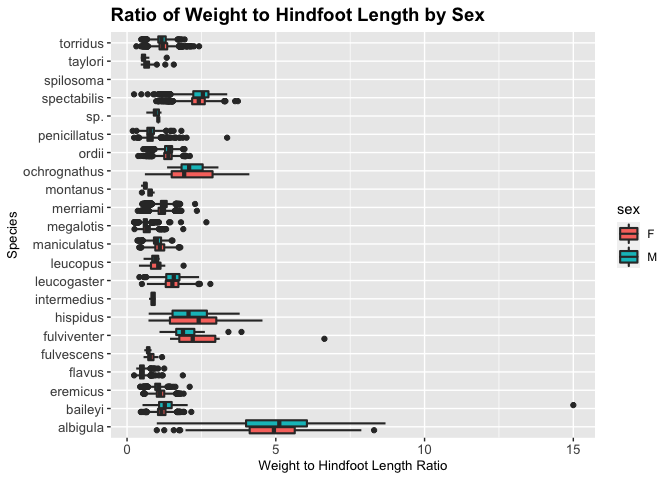 Ratio of Weight to Hindfoot Length by Sex
torridus
taylori
spilosoma
spectabilis
sp.
penicillatus
ordii
ochrognathus
montanus
merriami
megalotis
maniculatus
leucopus
leucogaster
intermedius
hispidus
fulviventer
fulvescens
flavus
eremicus
baileyi
albigula
Species
0 5 10 15
Weight to Hindfoot Length Ratio
sex
F
M